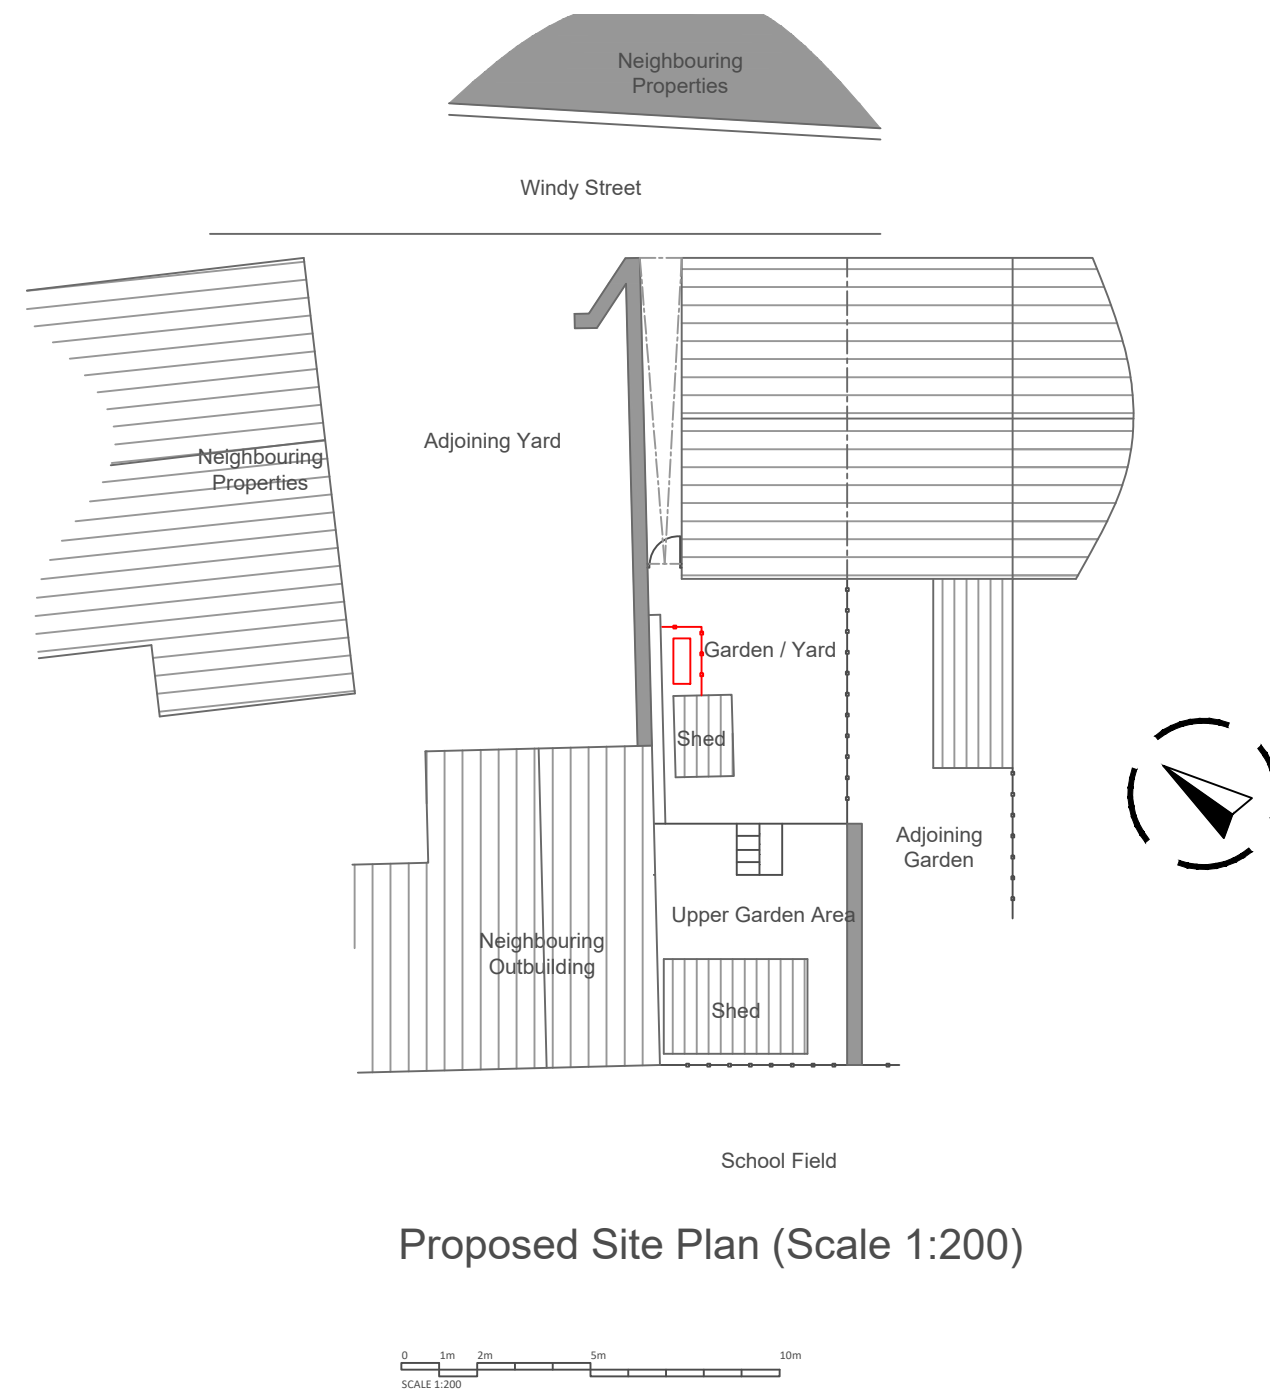 Neighbouring
Properties
Windy Street
Adjoining Yard
Neighbouring
Properties
Garden / Yard
Shed
Adjoining
Garden
Upper Garden Area
Neighbouring
Outbuilding
Shed
School Field
Proposed Site Plan (Scale 1:200)
0 1m 2m 5m 10m
SCALE 1:200